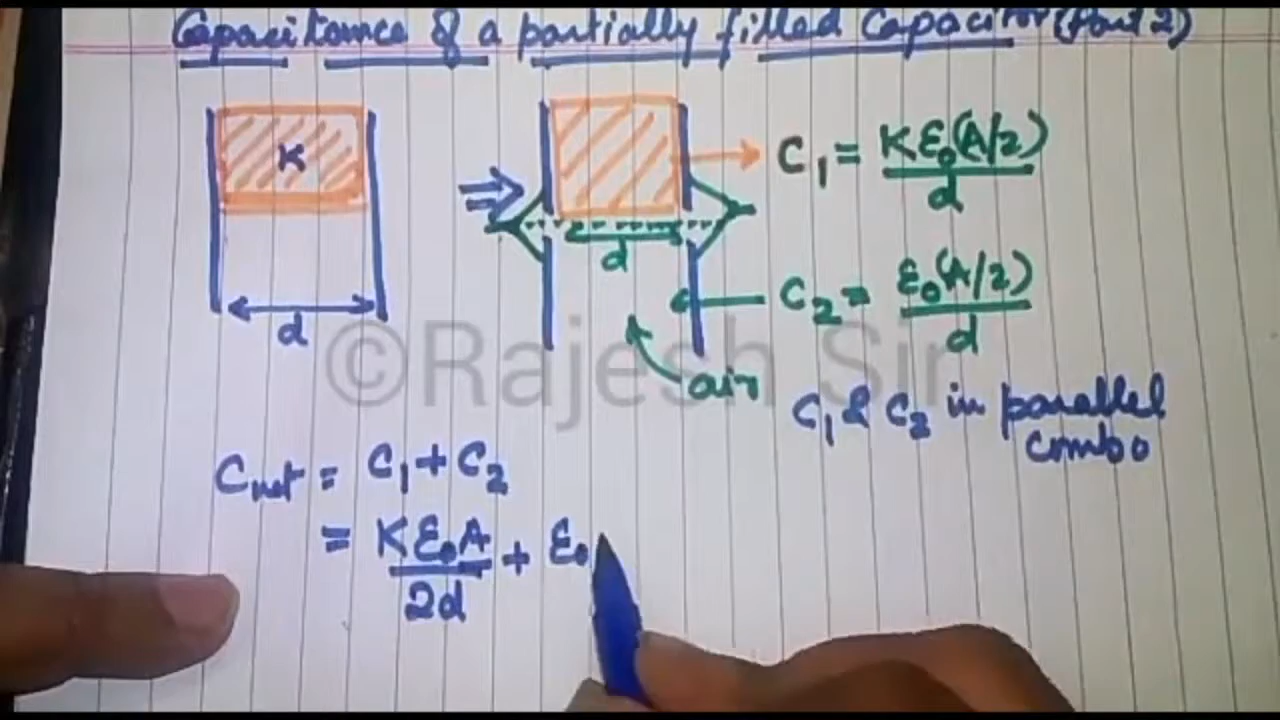 Capacitance of a partially filled Capacitor (Part 2)
K
d
d
air
C₁ = Kε₀(A/2)
d
C₂ = ε₀(A/2)
d
C₁ & C₂ in parallel
combo
©Rajesh Sir
Cnet = C₁ + C₂
= Kε₀A + ε₀
2d